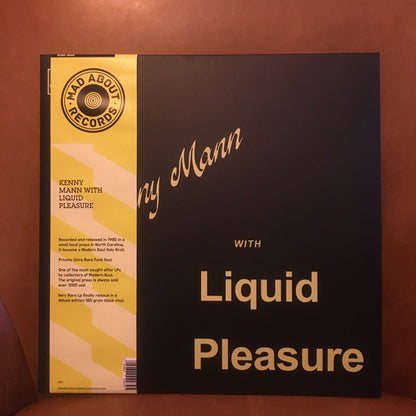 KENNY MANN
MAD ABOUT
RECORDS
KENNY
MANN WITH
LIQUID
PLEASURE
Recorded and released in 1980 in a
small local press in North Carolina,
it became a Modern Soul Holy Grail.
Private Ultra Rare Funk Soul
One of the most sought after LPs
by collectors of Modern Soul.
The original press is always sold
over 1000 usd.
Very Rare Lp finally reissue in a
deluxe edition 180 gram black vinyl.
ny Mann
WITH
Liquid
Pleasure